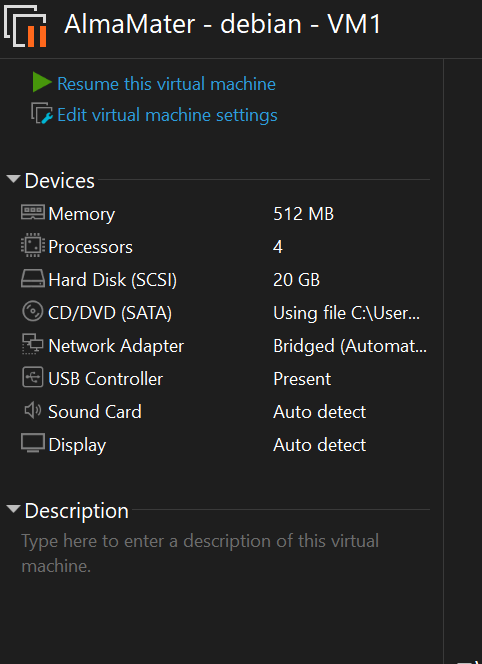 AlmaMater - debian - VM1
Resume this virtual machine
Edit virtual machine settings
Devices
Memory 512 MB
Processors 4
Hard Disk (SCSI) 20 GB
CD/DVD (SATA) Using file C:\User...
Network Adapter Bridged (Automat...
USB Controller Present
Sound Card Auto detect
Display Auto detect
Description
Type here to enter a description of this virtual
machine.